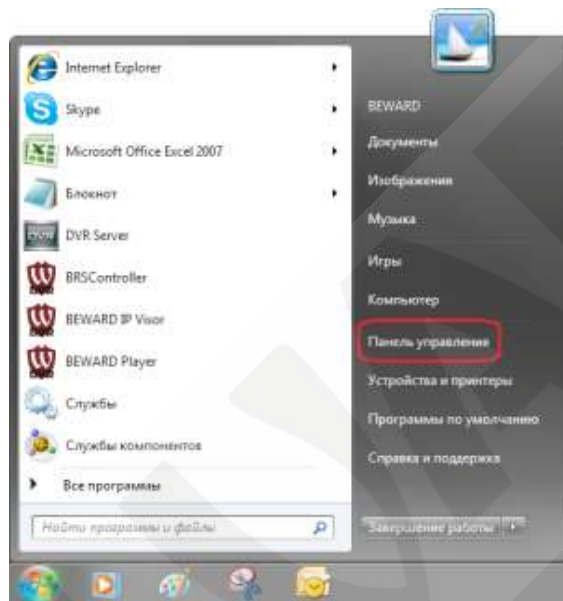 Internet Explorer
Skype
Microsoft Office Excel 2007
Блокнот
DVR Server
BRSController
BEWARD IP Visor
BEWARD Player
Службы
Службы компонентов
Все программы
Найти программы и файлы
BEWARD
Документы
Изображения
Музыка
Игры
Компьютер
Панель управления
Устройства и принтеры
Программы по умолчанию
Справка и поддержка
Завершение работы